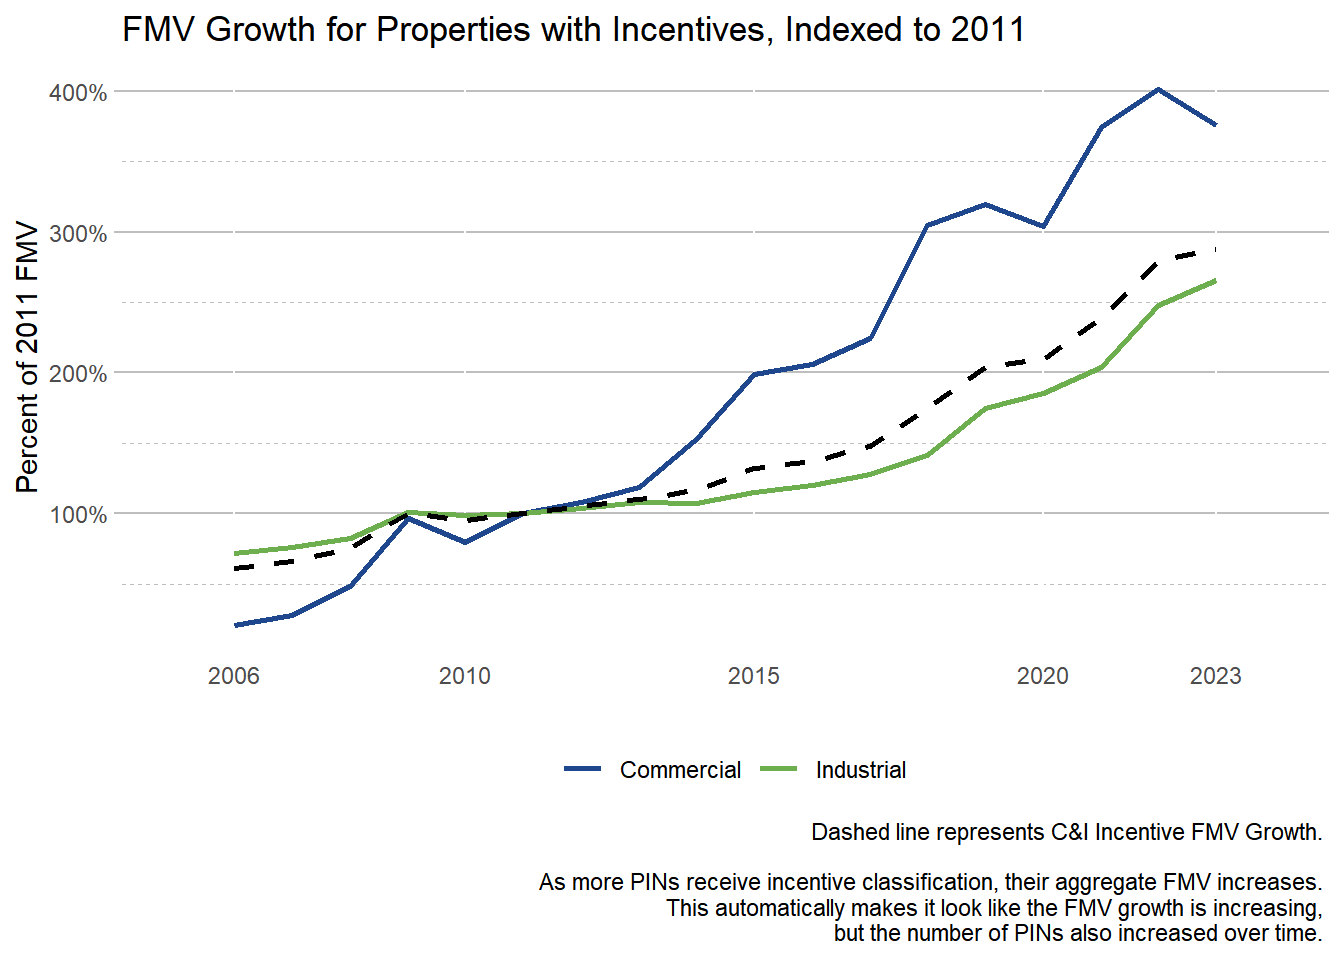 FMV Growth for Properties with Incentives, Indexed to 2011
Percent of 2011 FMV
400%
300%
200%
100%
2006 2010 2015 2020 2023
Commercial Industrial
Dashed line represents C&I Incentive FMV Growth.
As more PINs receive incentive classification, their aggregate FMV increases.
This automatically makes it look like the FMV growth is increasing,
but the number of PINs also increased over time.